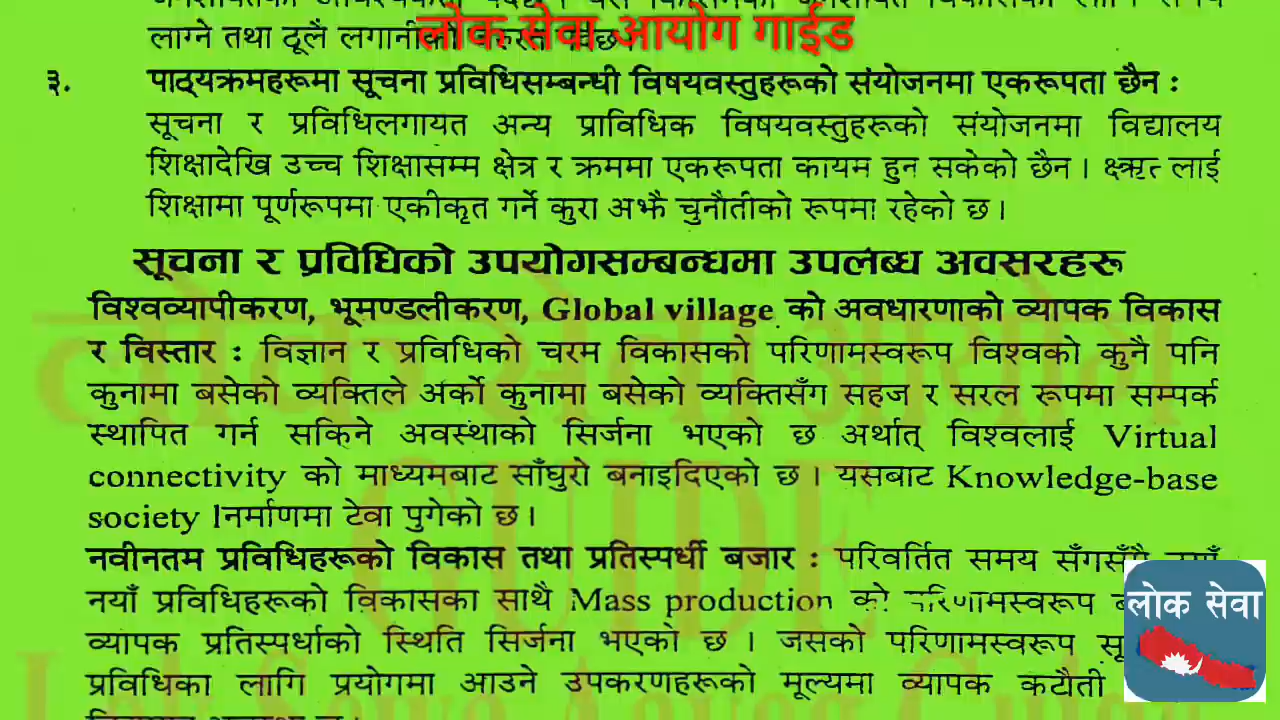 लोक सेवा आयोग गाईड
लाग्ने तथा ठूलै लगानीको
३. पाठ्यक्रमहरूमा सूचना प्रविधिसम्बन्धी विषयवस्तुहरूको संयोजनमा एकरूपता छैन :
सूचना र प्रविधिलगायत अन्य प्राविधिक विषयवस्तुहरूको संयोजनमा विद्यालय
शिक्षादेखि उच्च शिक्षासम्म क्षेत्र र क्रममा एकरूपता कायम हुन सकेको छैन । क्ष्ऋत् लाई
शिक्षामा पूर्णरूपमा एकीकृत गर्ने कुरा अझै चुनौतीको रूपमा रहेको छ ।
सूचना र प्रविधिको उपयोगसम्बन्धमा उपलब्ध अवसरहरू
विश्वव्यापीकरण, भूमण्डलीकरण, Global village को अवधारणाको व्यापक विकास
र विस्तार : विज्ञान र प्रविधिको चरम विकासको परिणामस्वरूप विश्वको कुनै पनि
कुनामा बसेको व्यक्तिले अर्को कुनामा बसेको व्यक्तिसँग सहज र सरल रूपमा सम्पर्क
स्थापित गर्न सकिने अवस्थाको सिर्जना भएको छ अर्थात् विश्वलाई Virtual
connectivity को माध्यमबाट साँघुरो बनाइदिएको छ । यसबाट Knowledge-base
society निर्माणमा टेवा पुगेको छ ।
नवीनतम प्रविधिहरूको विकास तथा प्रतिस्पर्धी बजार : परिवर्तित समय सँगसँगै
नयाँ प्रविधिहरूको विकासका साथै Mass production को परिणामस्वरूप
व्यापक प्रतिस्पर्धाको स्थिति सिर्जना भएको छ । जसको परिणामस्वरूप
प्रविधिका लागि प्रयोगमा आउने उपकरणहरूको मूल्यमा व्यापक कटौती
लोक सेवा